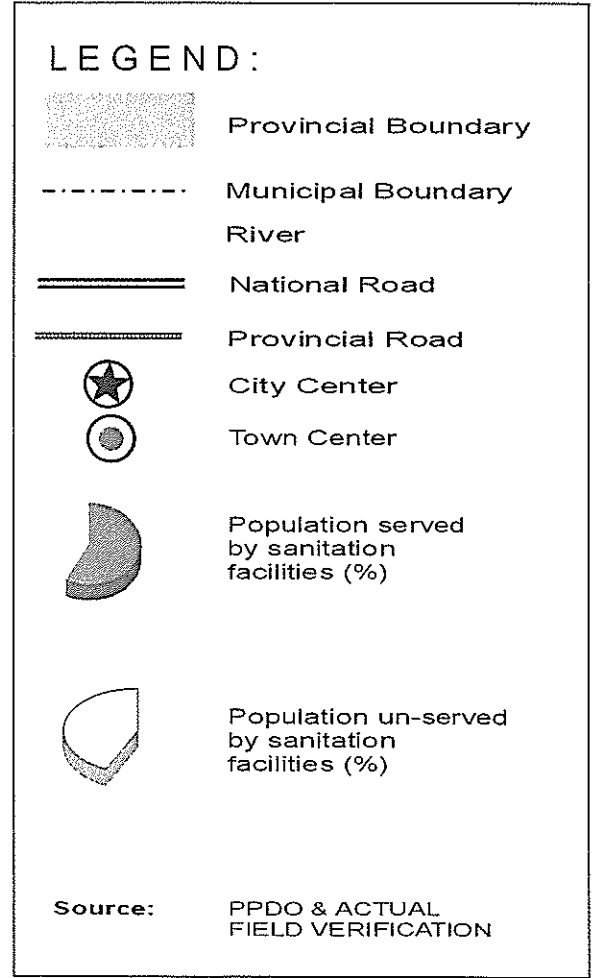 LEGEND:
Provincial Boundary
Municipal Boundary
River
National Road
Provincial Road
City Center
Town Center
Population served
by sanitation
facilities (%)
Population un-served
by sanitation
facilities (%)
Source: PPDO & ACTUAL
FIELD VERIFICATION